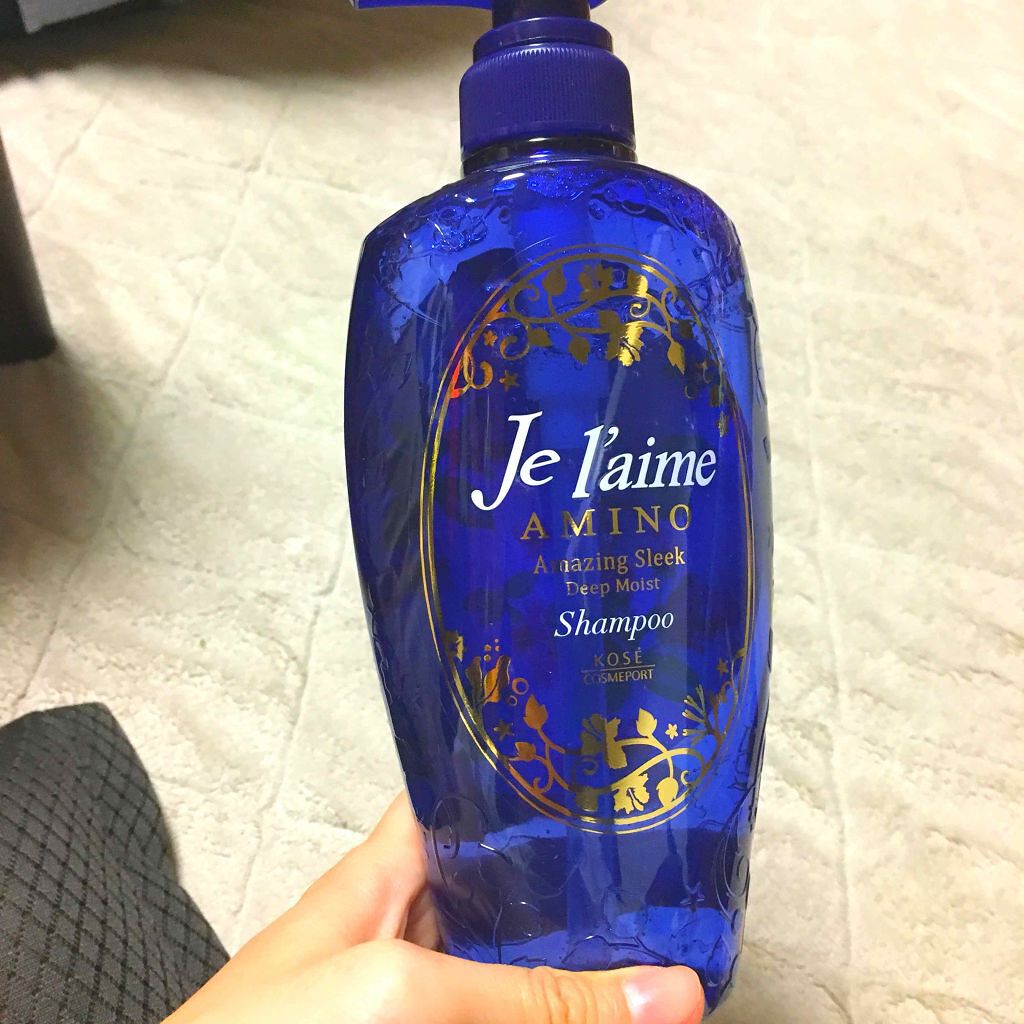 Je l'aime
AMINO
Amazing Sleek
Deep Moist
Shampoo
KOSÉ
COSMEPORT